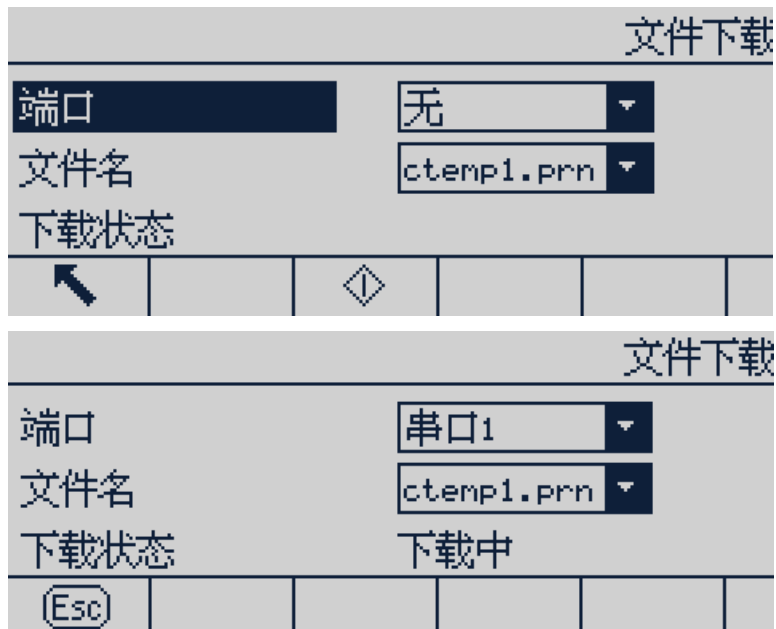 文件下载
端口 无
文件名 ctemp1.prn
下载状态
文件下载
端口 串口1
文件名 ctemp1.prn
下载状态 下载中
Esc